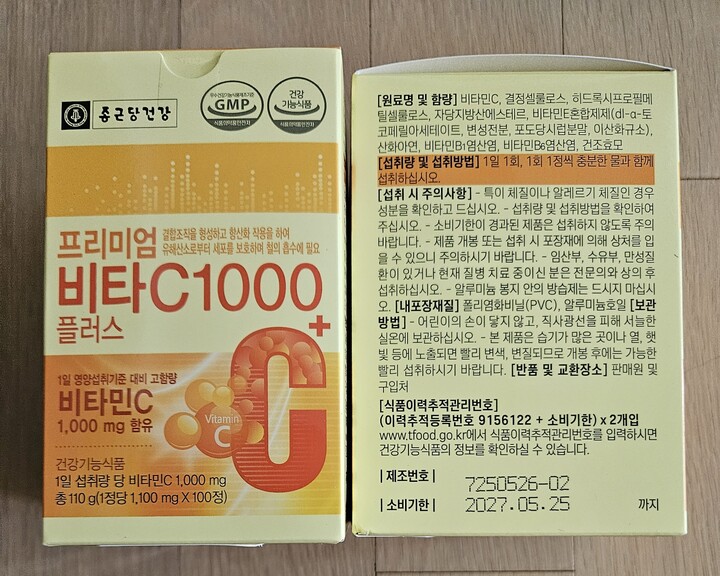 종근당건강
우수건강기능식품제조기준
GMP
식품의약품안전처
건강
기능식품
식품의약품안전처
프리미엄
결합조직을 형성하고 항산화 작용을 하여
유해산소로부터 세포를 보호하여 철의 흡수에 필요
비타C1000
플러스
+
1일 영양섭취기준 대비 고함량
비타민C
1,000 mg 함유
Vitamin
C
C
건강기능식품
1일 섭취량 당 비타민C 1,000 mg
총 110 g(1정당 1,100 mg X 100정)
[원료명 및 함량] 비타민C, 결정셀룰로스, 히드록시프로필메
틸셀룰로스, 자당지방산에스테르, 비타민E혼합제제(dl-α-토
코페릴아세테이트, 변성전분, 포도당시럽분말, 이산화규소),
산화아연, 비타민B₁염산염, 비타민B₆염산염, 건조효모
[섭취량 및 섭취방법] 1일 1회, 1회 1정씩 충분한 물과 함께
섭취하십시오.
[섭취 시 주의사항] - 특이 체질이나 알레르기 체질인 경우
성분을 확인하고 드십시오. - 섭취량 및 섭취방법을 확인하여
주십시오. - 소비기한이 경과된 제품은 섭취하지 않도록 주의
바랍니다. - 제품 개봉 또는 섭취 시 포장재에 의해 상처를 입
을 수 있으니 주의하시기 바랍니다. - 임산부, 수유부, 만성질
환이 있거나 현재 질병 치료 중이신 분은 전문의와 상의 후
섭취하십시오. - 알루미늄 봉지 안의 방습제는 드시지 마십시
오. [내포장재질] 폴리염화비닐(PVC), 알루미늄호일 [보관
방법] - 어린이의 손이 닿지 않고, 직사광선을 피해 서늘한
실온에 보관하십시오. - 본 제품은 습기가 많은 곳이나 열, 햇
빛 등에 노출되면 빨리 변색, 변질되므로 개봉 후에는 가능한
빨리 섭취하시기 바랍니다. [반품 및 교환장소] 판매원 및
구입처
[식품이력추적관리번호]
(이력추적등록번호 9156122 + 소비기한) x 2개입
www.tfood.go.kr에서 식품이력추적관리번호를 입력하시면
건강기능식품의 정보를 확인하실 수 있습니다.
| 제조번호 | 7250526-02
| 소비기한 | 2027.05.25 까지